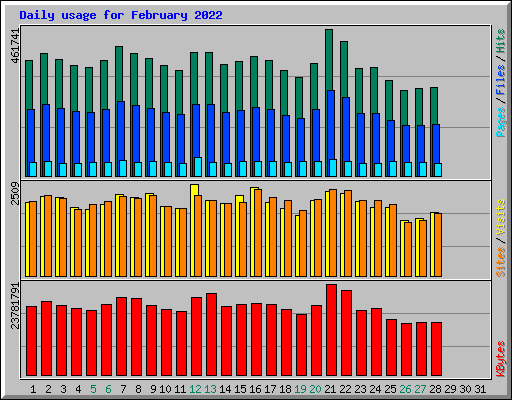 Daily usage for February 2022
461741
Pages / Files / Hits
2509
Sites / Visits
23781791
KBytes
1 2 3 4 5 6 7 8 9 10 11 12 13 14 15 16 17 18 19 20 21 22 23 24 25 26 27 28 29 30 31